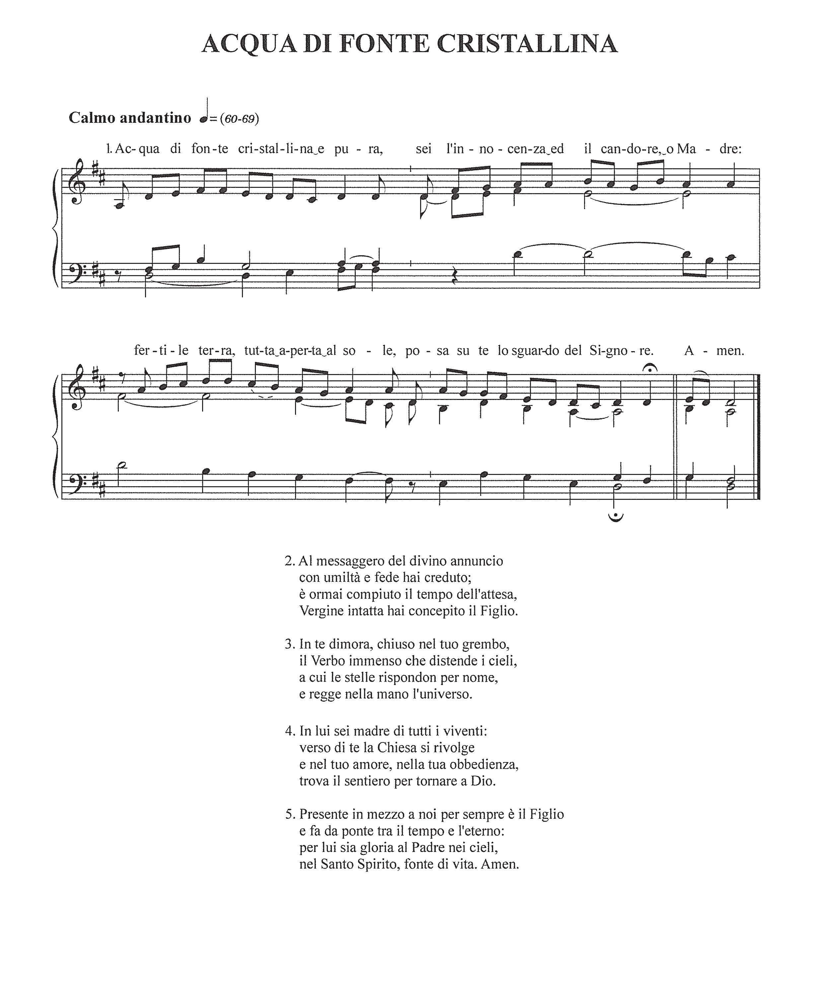 ACQUA DI FONTE CRISTALLINA
Calmo andantino ♩= (60-69)
1. Ac- qua di fon - te cri-stal-li-na‿e pu - ra, sei l'in - no - cen-za‿ed il can-do-re,‿o Ma - dre:
fer - ti - le ter-ra, tut-ta‿a-per-ta‿al so - le, po - sa su te lo sguar-do del Si-gno - re. A - men.
2. Al messaggero del divino annuncio
con umiltà e fede hai creduto;
è ormai compiuto il tempo dell'attesa,
Vergine intatta hai concepito il Figlio.
3. In te dimora, chiuso nel tuo grembo,
il Verbo immenso che distende i cieli,
a cui le stelle rispondon per nome,
e regge nella mano l'universo.
4. In lui sei madre di tutti i viventi:
verso di te la Chiesa si rivolge
e nel tuo amore, nella tua obbedienza,
trova il sentiero per tornare a Dio.
5. Presente in mezzo a noi per sempre è il Figlio
e fa da ponte tra il tempo e l'eterno:
per lui sia gloria al Padre nei cieli,
nel Santo Spirito, fonte di vita. Amen.